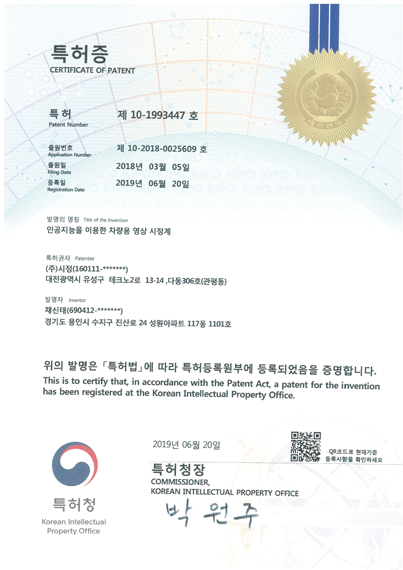 특허증
CERTIFICATE OF PATENT
특허 제 10-1993447 호
Patent Number
출원번호 제 10-2018-0025609 호
Application Number
출원일 2018년 03월 05일
Filing Date
등록일 2019년 06월 20일
Registration Date
발명의 명칭 Title of the Invention
인공지능을 이용한 차량용 영상 시정계
특허권자 Patentee
(주)시정(160111-*******)
대전광역시 유성구 테크노2로 13-14 ,다동306호(관평동)
발명자 Inventor
채신태(690412-*******)
경기도 용인시 수지구 진산로 24 성원아파트 117동 1101호
위의 발명은 「특허법」에 따라 특허등록원부에 등록되었음을 증명합니다.
This is to certify that, in accordance with the Patent Act, a patent for the invention
has been registered at the Korean Intellectual Property Office.
2019년 06월 20일
QR코드로 현재기준
등록사항을 확인하세요
특허청장
COMMISSIONER,
KOREAN INTELLECTUAL PROPERTY OFFICE
박원주
특허청
Korean Intellectual
Property Office